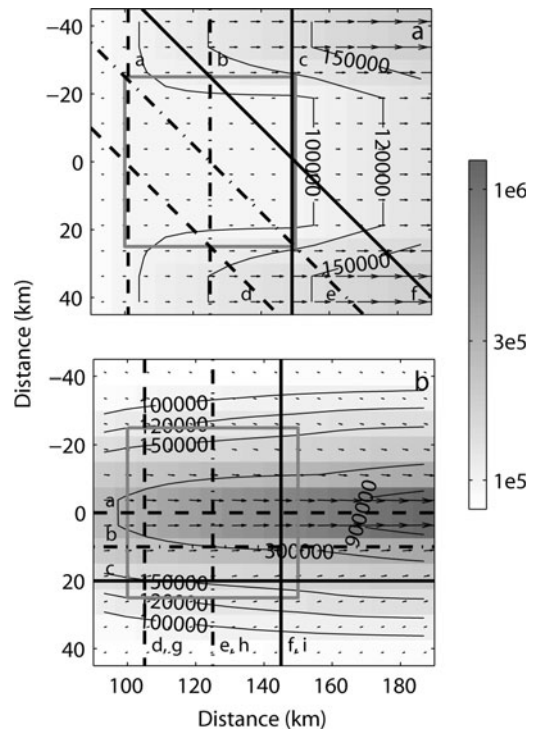 −40
−20
0
20
40
a
a
b
c
150000
100000
120000
150000
d
e
f
Distance (km)
1e6
3e5
1e5
−40
−20
0
20
40
b
100000
120000
150000
a
b
c
300000
900000
150000
120000
100000
d, g
e, h
f, i
100
120
140
160
180
Distance (km)